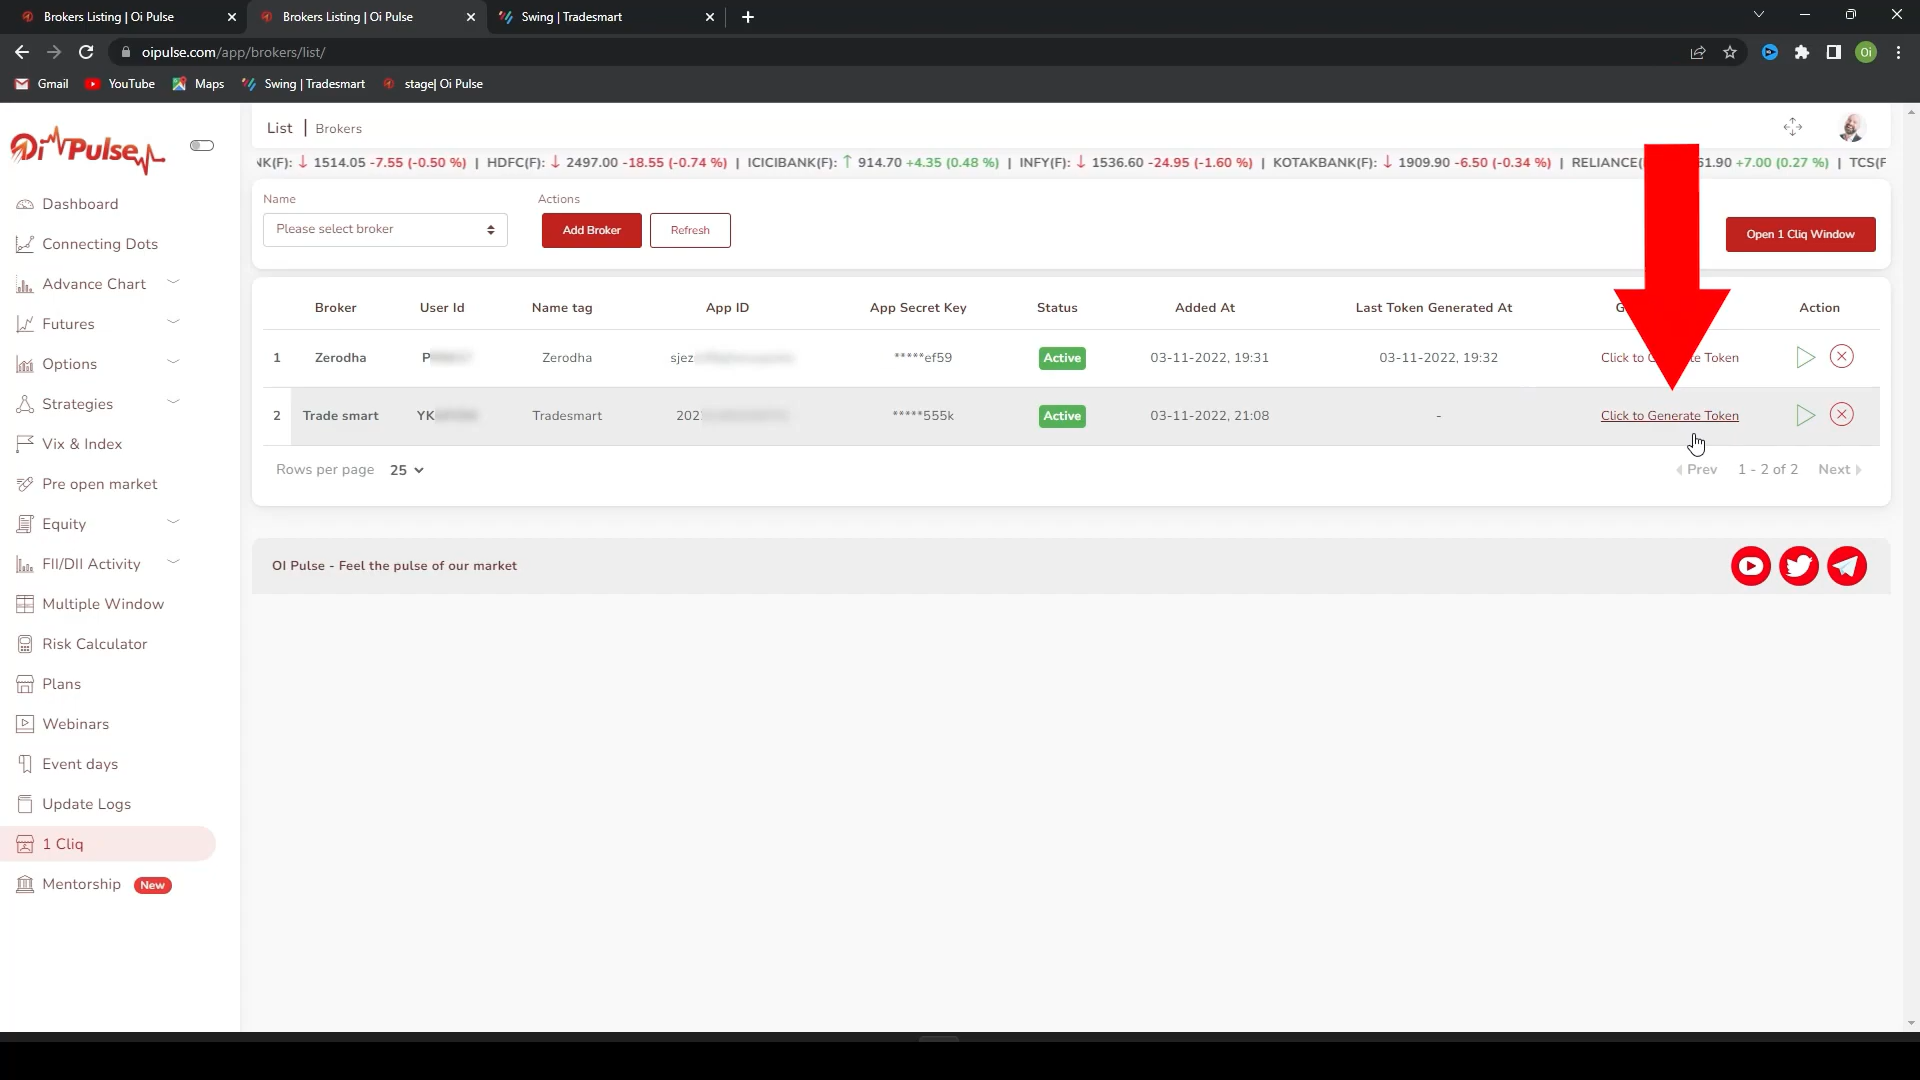 Brokers Listing | Oi Pulse
Brokers Listing | Oi Pulse
Swing | Tradesmart
oipulse.com/app/brokers/list/
Oi
Gmail
YouTube
Maps
Swing | Tradesmart
stage| Oi Pulse
Oi Pulse
List | Brokers
NK(F): ↓ 1514.05 -7.55 (-0.50 %) | HDFC(F): ↓ 2497.00 -18.55 (-0.74 %) | ICICIBANK(F): ↑ 914.70 +4.35 (0.48 %) | INFY(F): ↓ 1536.60 -24.95 (-1.60 %) | KOTAKBANK(F): ↓ 1909.90 -6.50 (-0.34 %) | RELIANCE( 61.90 +7.00 (0.27 %) | TCS(F
Name
Actions
Please select broker
Add Broker
Refresh
Open 1 Cliq Window
Broker User Id Name tag App ID App Secret Key Status Added At Last Token Generated At Action
1 Zerodha P Zerodha sjez *****ef59 Active 03-11-2022, 19:31 03-11-2022, 19:32 Click to Token
2 Trade smart YK Tradesmart 202 *****555k Active 03-11-2022, 21:08 - Click to Generate Token
Rows per page 25
Prev 1 - 2 of 2 Next
OI Pulse - Feel the pulse of our market
Dashboard
Connecting Dots
Advance Chart
Futures
Options
Strategies
Vix & Index
Pre open market
Equity
FII/DII Activity
Multiple Window
Risk Calculator
Plans
Webinars
Event days
Update Logs
1 Cliq
Mentorship New